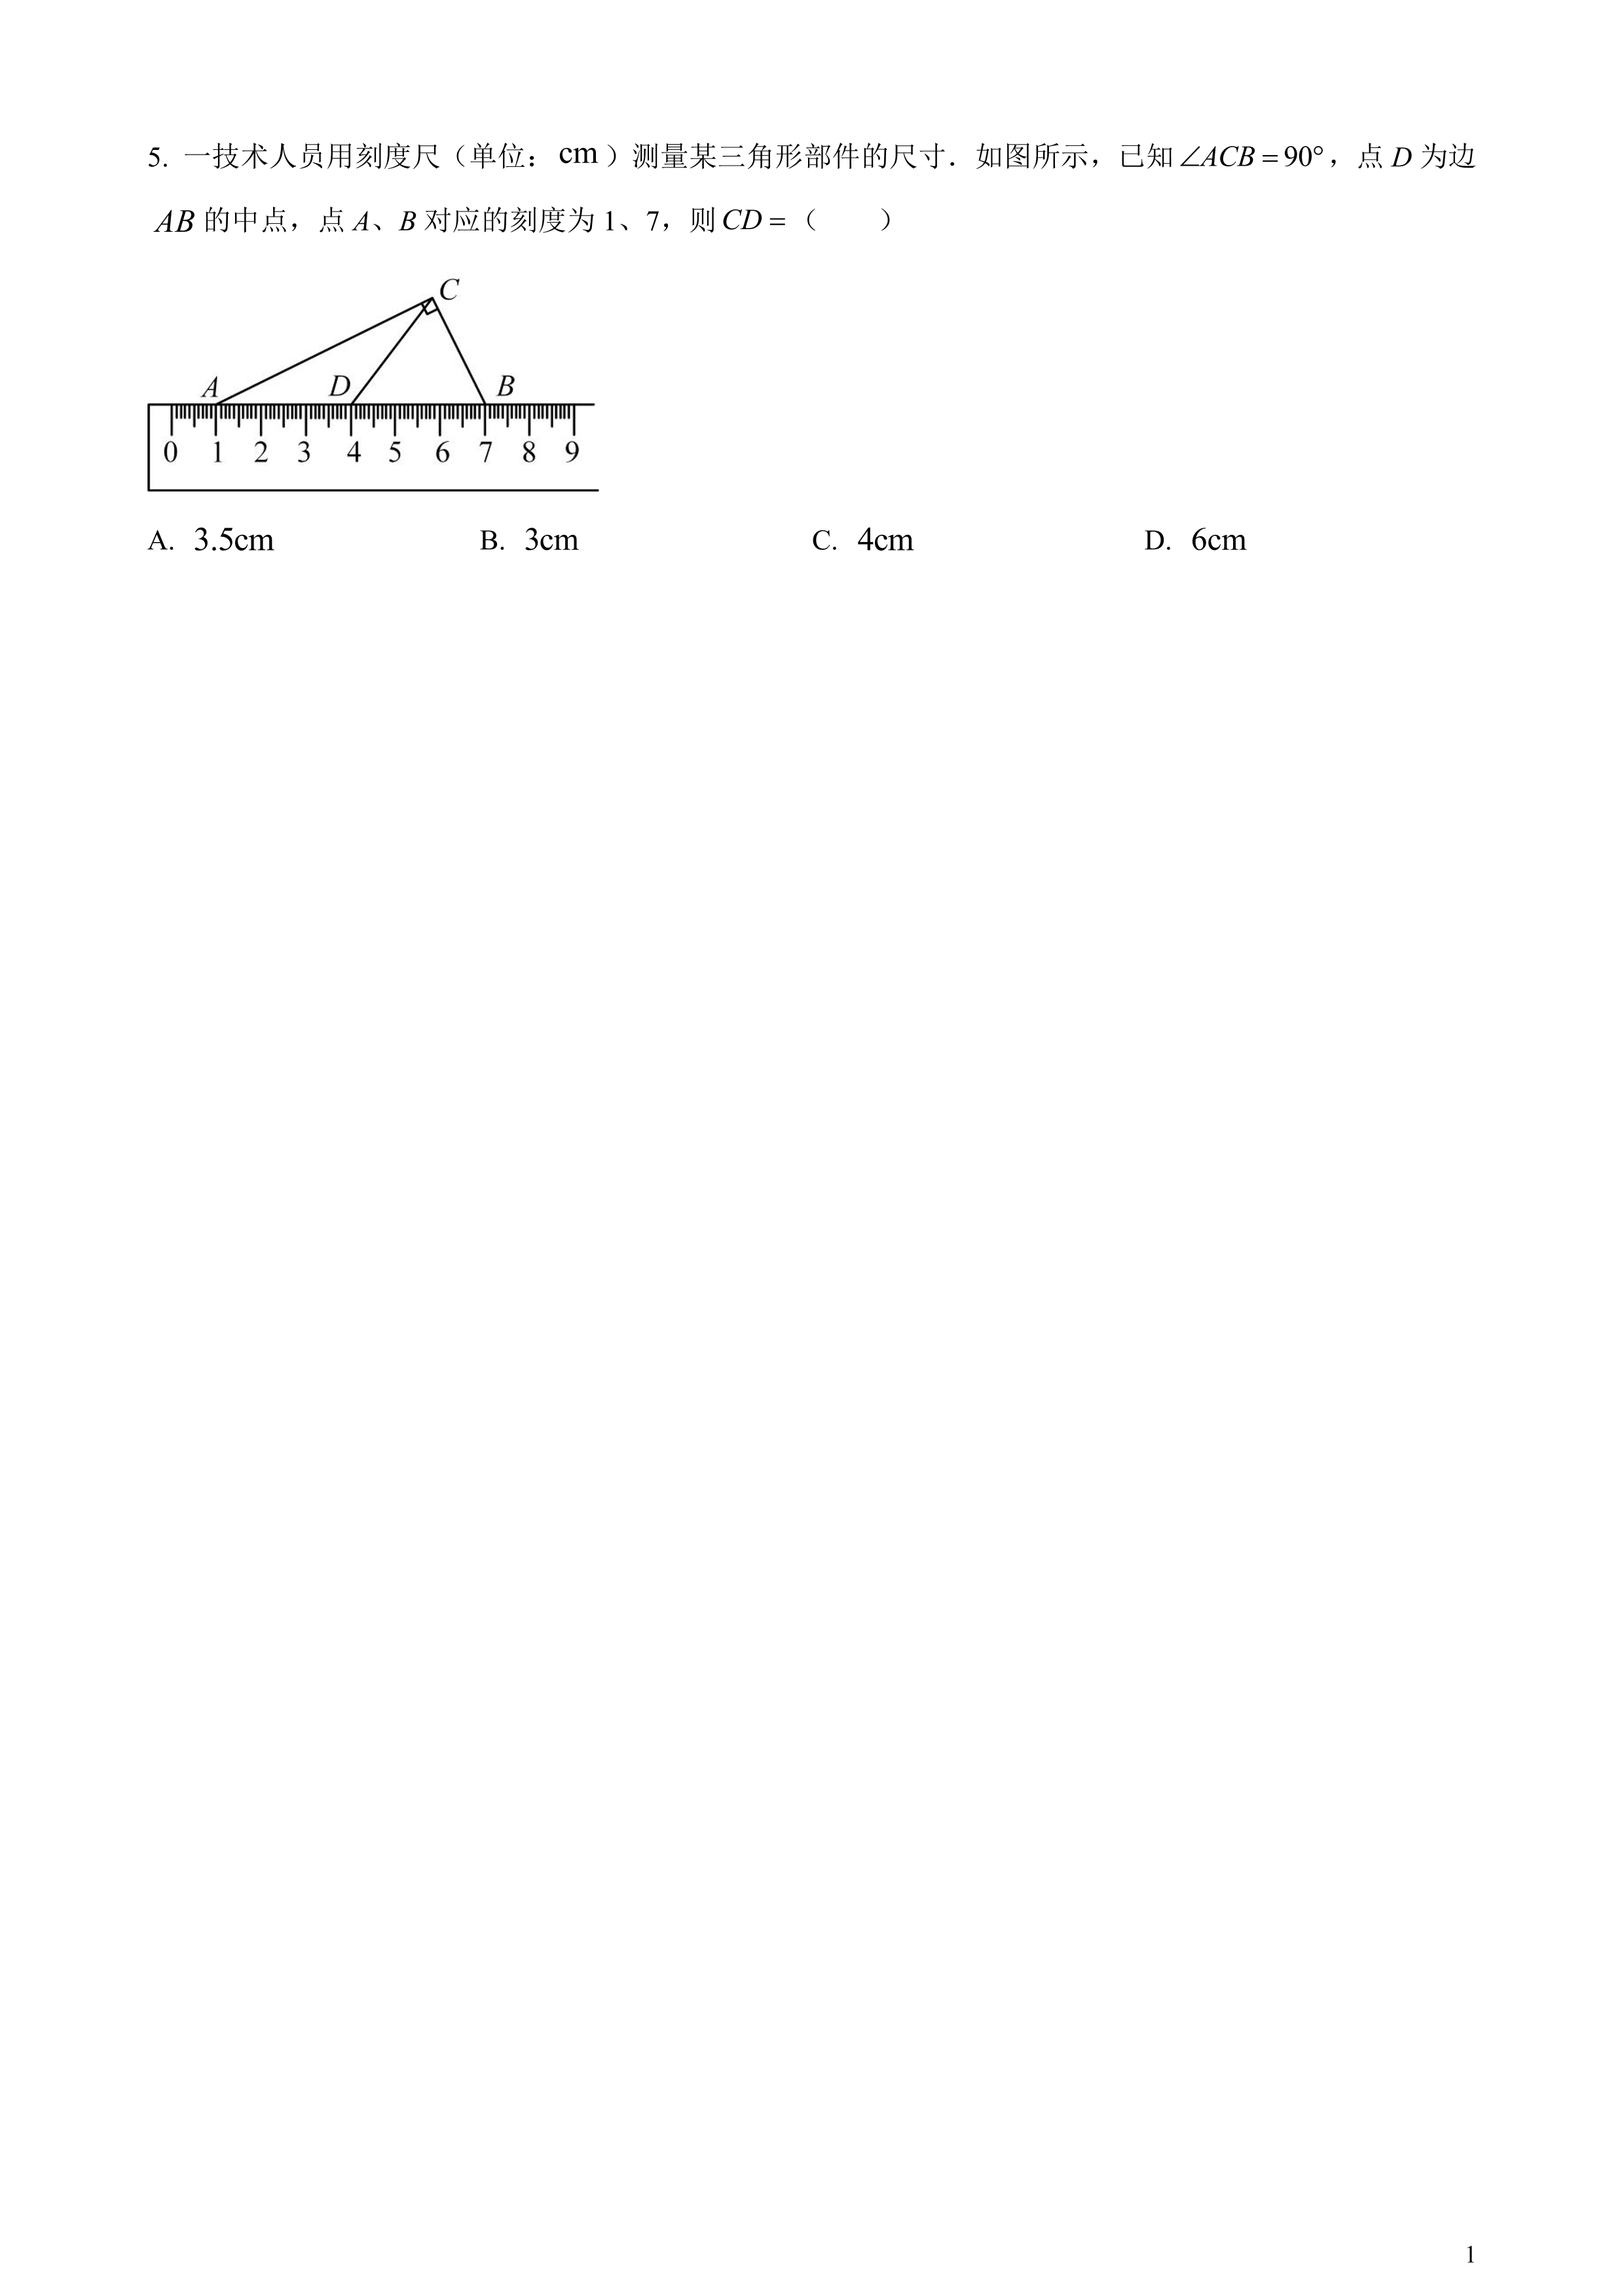 5. 一技术人员用刻度尺（单位：cm）测量某三角形部件的尺寸．如图所示，已知∠ACB=90°，点 D 为边
AB 的中点，点 A、B 对应的刻度为 1、7，则 CD=（　　）
C
A D B
0 1 2 3 4 5 6 7 8 9
A. 3.5cm B. 3cm C. 4cm D. 6cm
1